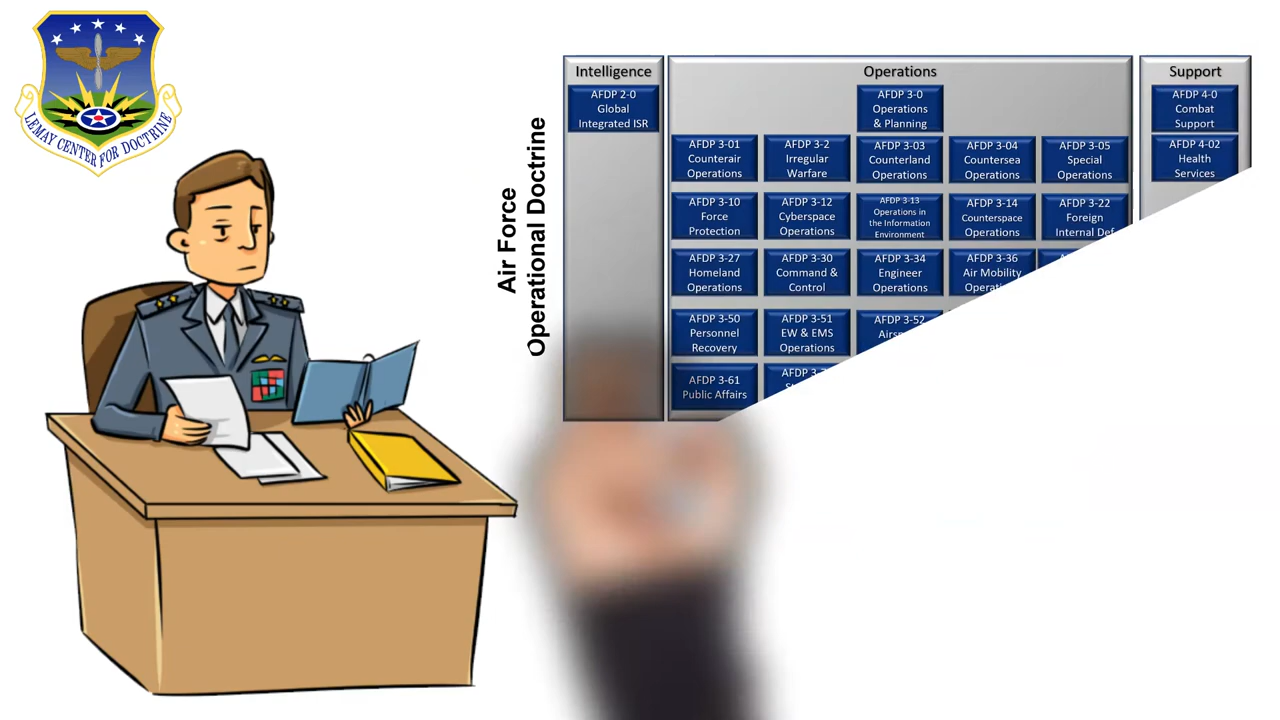 LEMAY CENTER FOR DOCTRINE
Air Force
Operational Doctrine
Intelligence
AFDP 2-0
Global
Integrated ISR
Operations
AFDP 3-0
Operations
& Planning
AFDP 3-01
Counterair
Operations
AFDP 3-2
Irregular
Warfare
AFDP 3-03
Counterland
Operations
AFDP 3-04
Countersea
Operations
AFDP 3-05
Special
Operations
AFDP 3-10
Force
Protection
AFDP 3-12
Cyberspace
Operations
AFDP 3-13
Operations in
the Information
Environment
AFDP 3-14
Counterspace
Operations
AFDP 3-22
Foreign
Internal
AFDP 3-27
Homeland
Operations
AFDP 3-30
Command &
Control
AFDP 3-34
Engineer
Operations
AFDP 3-36
Air Mobility
AFDP 3-50
Personnel
Recovery
AFDP 3-51
EW & EMS
Operations
AFDP 3-52
AFDP 3-61
Public Affairs
AFDP
Support
AFDP 4-0
Combat
Support
AFDP 4-02
Health
Services